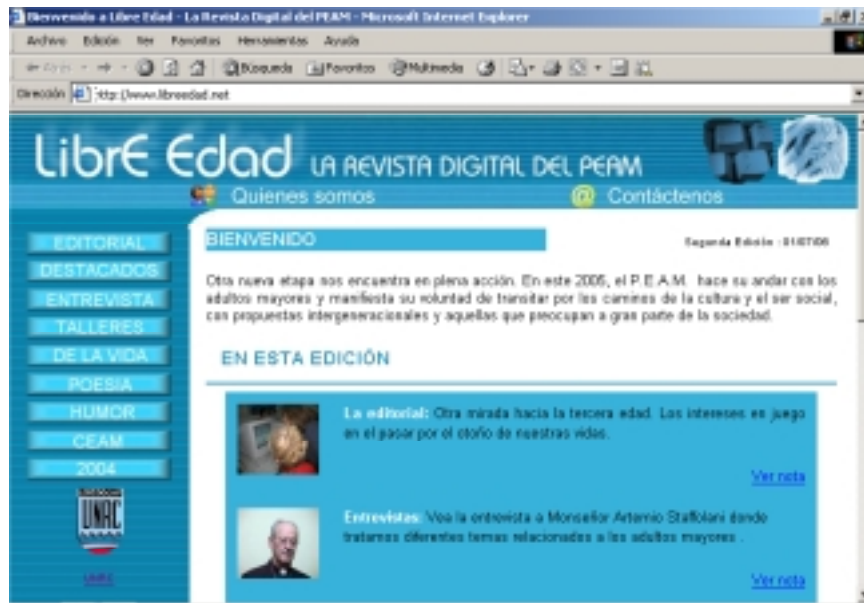 Bienvenido a Libre Edad - La Revista Digital del PEAM - Microsoft Internet Explorer
Archivo Edición Ver Favoritos Herramientas Ayuda
Atrás Búsqueda Favoritos Multimedia
Dirección http://www.libreedad.net
LibrE Edad LA REVISTA DIGITAL DEL PEAM
Quienes somos @ Contáctenos
EDITORIAL
DESTACADOS
ENTREVISTA
TALLERES
DE LA VIDA
POESIA
HUMOR
CEAM
2004
UNRC
UNRC
BIENVENIDO
Segunda Edición :
Otra nueva etapa nos encuentra en plena acción. En este 2005, el P.E.A.M. hace su andar con los
adultos mayores y manifiesta su voluntad de transitar por los caminos de la cultura y el ser social,
con propuestas intergeneracionales y aquellas que preocupan a gran parte de la sociedad.
EN ESTA EDICIÓN
La editorial: Otra mirada hacia la tercera edad. Los intereses en juego
en el pasar por el otoño de nuestras vidas.
Ver nota
Entrevistas: Vea la entrevista a Monseñor Artemio Staffolani donde
tratamos diferentes temas relacionados a los adultos mayores .
Ver nota